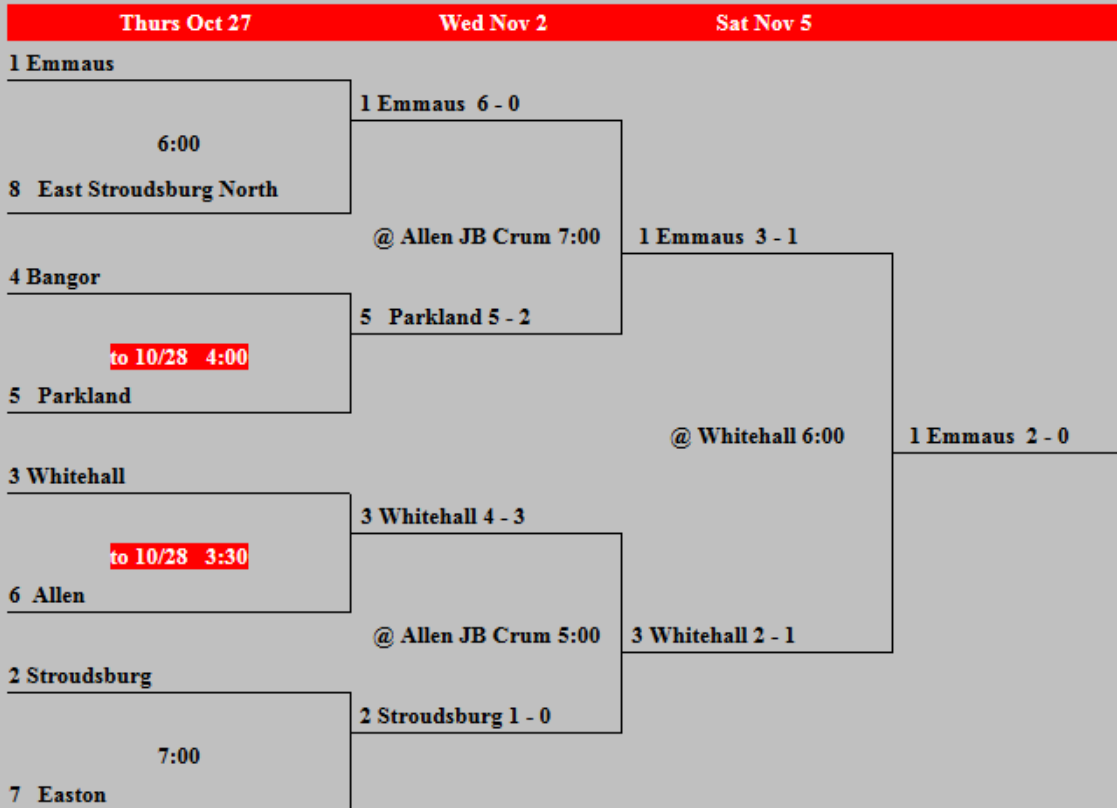 Thurs Oct 27 Wed Nov 2 Sat Nov 5
1 Emmaus
1 Emmaus 6 - 0
6:00
8 East Stroudsburg North
@ Allen JB Crum 7:00 1 Emmaus 3 - 1
4 Bangor
5 Parkland 5 - 2
to 10/28 4:00
5 Parkland
@ Whitehall 6:00 1 Emmaus 2 - 0
3 Whitehall
3 Whitehall 4 - 3
to 10/28 3:30
6 Allen
@ Allen JB Crum 5:00 3 Whitehall 2 - 1
2 Stroudsburg
2 Stroudsburg 1 - 0
7:00
7 Easton